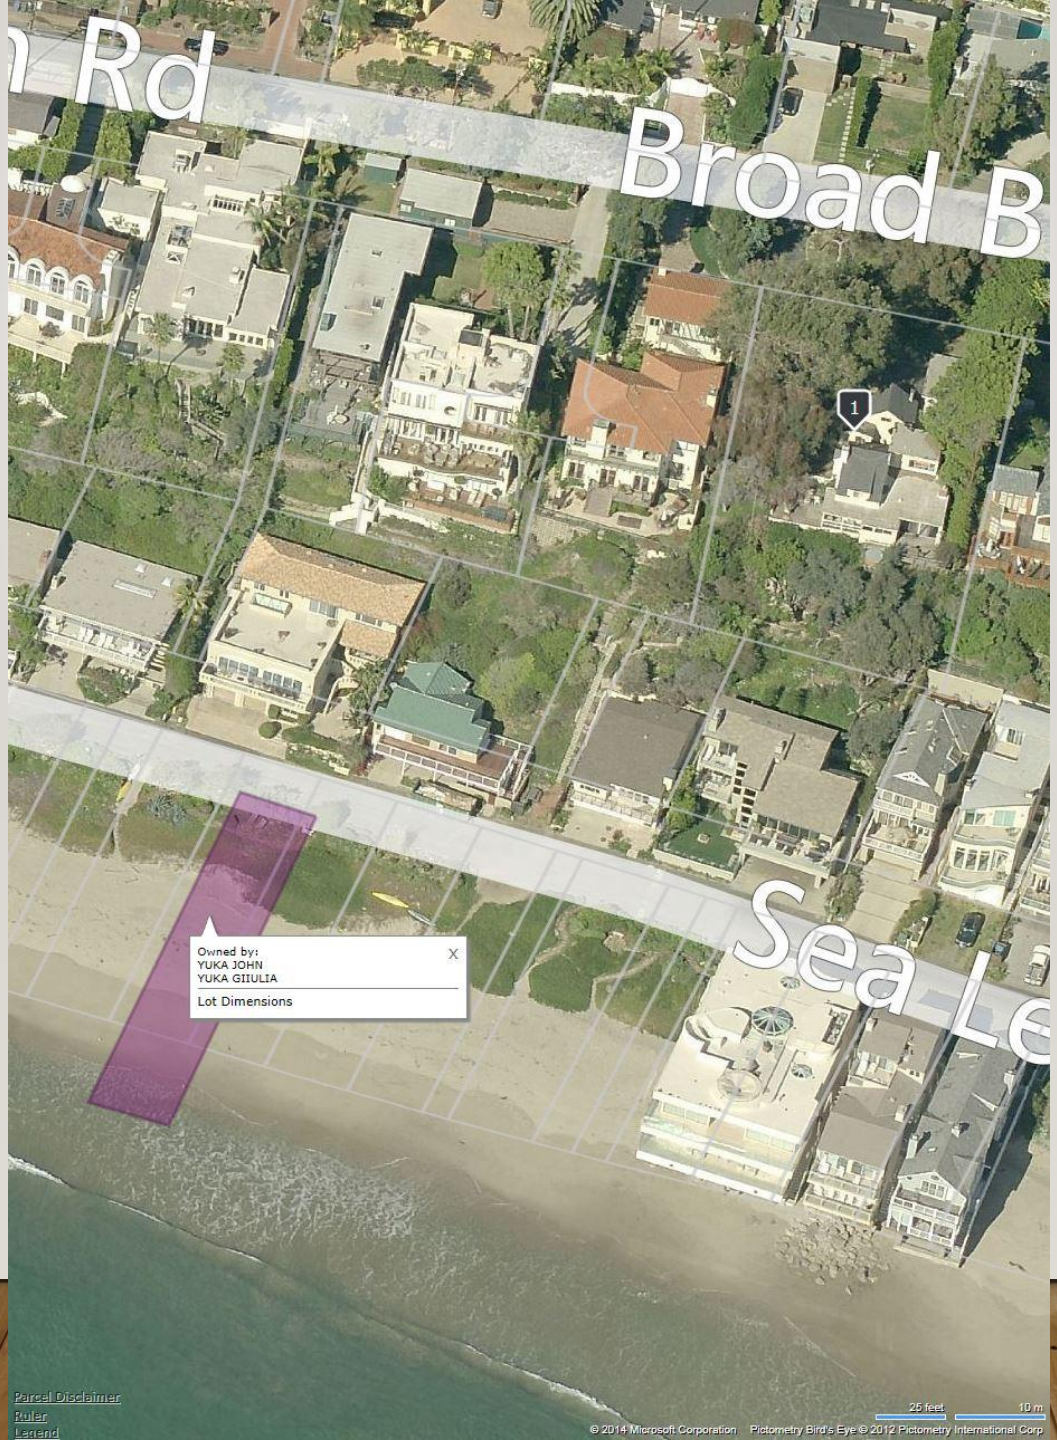 n Rd
Broad B
1
Owned by:
X
YUKA JOHN
YUKA GIIULIA
Lot Dimensions
Sea Le
Parcel Disclaimer
Ruler
Legend
25 feet
10 m
© 2014 Microsoft Corporation Pictometry Bird's Eye © 2012 Pictometry International Corp